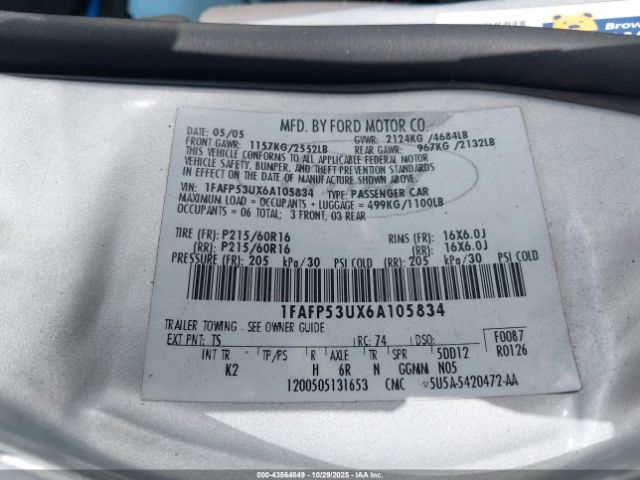 Brow
MFD. BY FORD MOTOR CO.
DATE: 05/05 GVWR: 2124KG /4684LB
FRONT GAWR: 1157KG/2552LB REAR GAWR: 967KG/2132LB
THIS VEHICLE CONFORMS TO ALL APPLICABLE FEDERAL MOTOR
VEHICLE SAFETY, BUMPER, AND THEFT PREVENTION STANDARDS
IN EFFECT ON THE DATE OF MANUFACTURE SHOWN ABOVE.
VIN: 1FAFP53UX6A105834 TYPE: PASSENGER CAR
MAXIMUM LOAD = OCCUPANTS + LUGGAGE = 499KG/1100LB
OCCUPANTS = 06 TOTAL; 3 FRONT, 03 REAR
TIRE (FR): P215/60R16 RIMS (FR) 16X6.0J
(RR): P215/60R16 (RR): 16X6.0J
PRESSURE (FR): 205 kPa/30 PSI COLD (RR): 205 kPa/30 PSI COLD
1FAFP53UX6A105834
TRAILER TOWING - SEE OWNER GUIDE
EXT PNT: TS RC: 74 DSO: F0087
INT TR TP/PS R AXLE TR SPR 5DD12 R0126
K2 H 6R N GGMM N05
1200505131653 CMC 5U5A-5420472-AA
000-43564849 | 10/29/2025 | © Copyright IAA, LLC